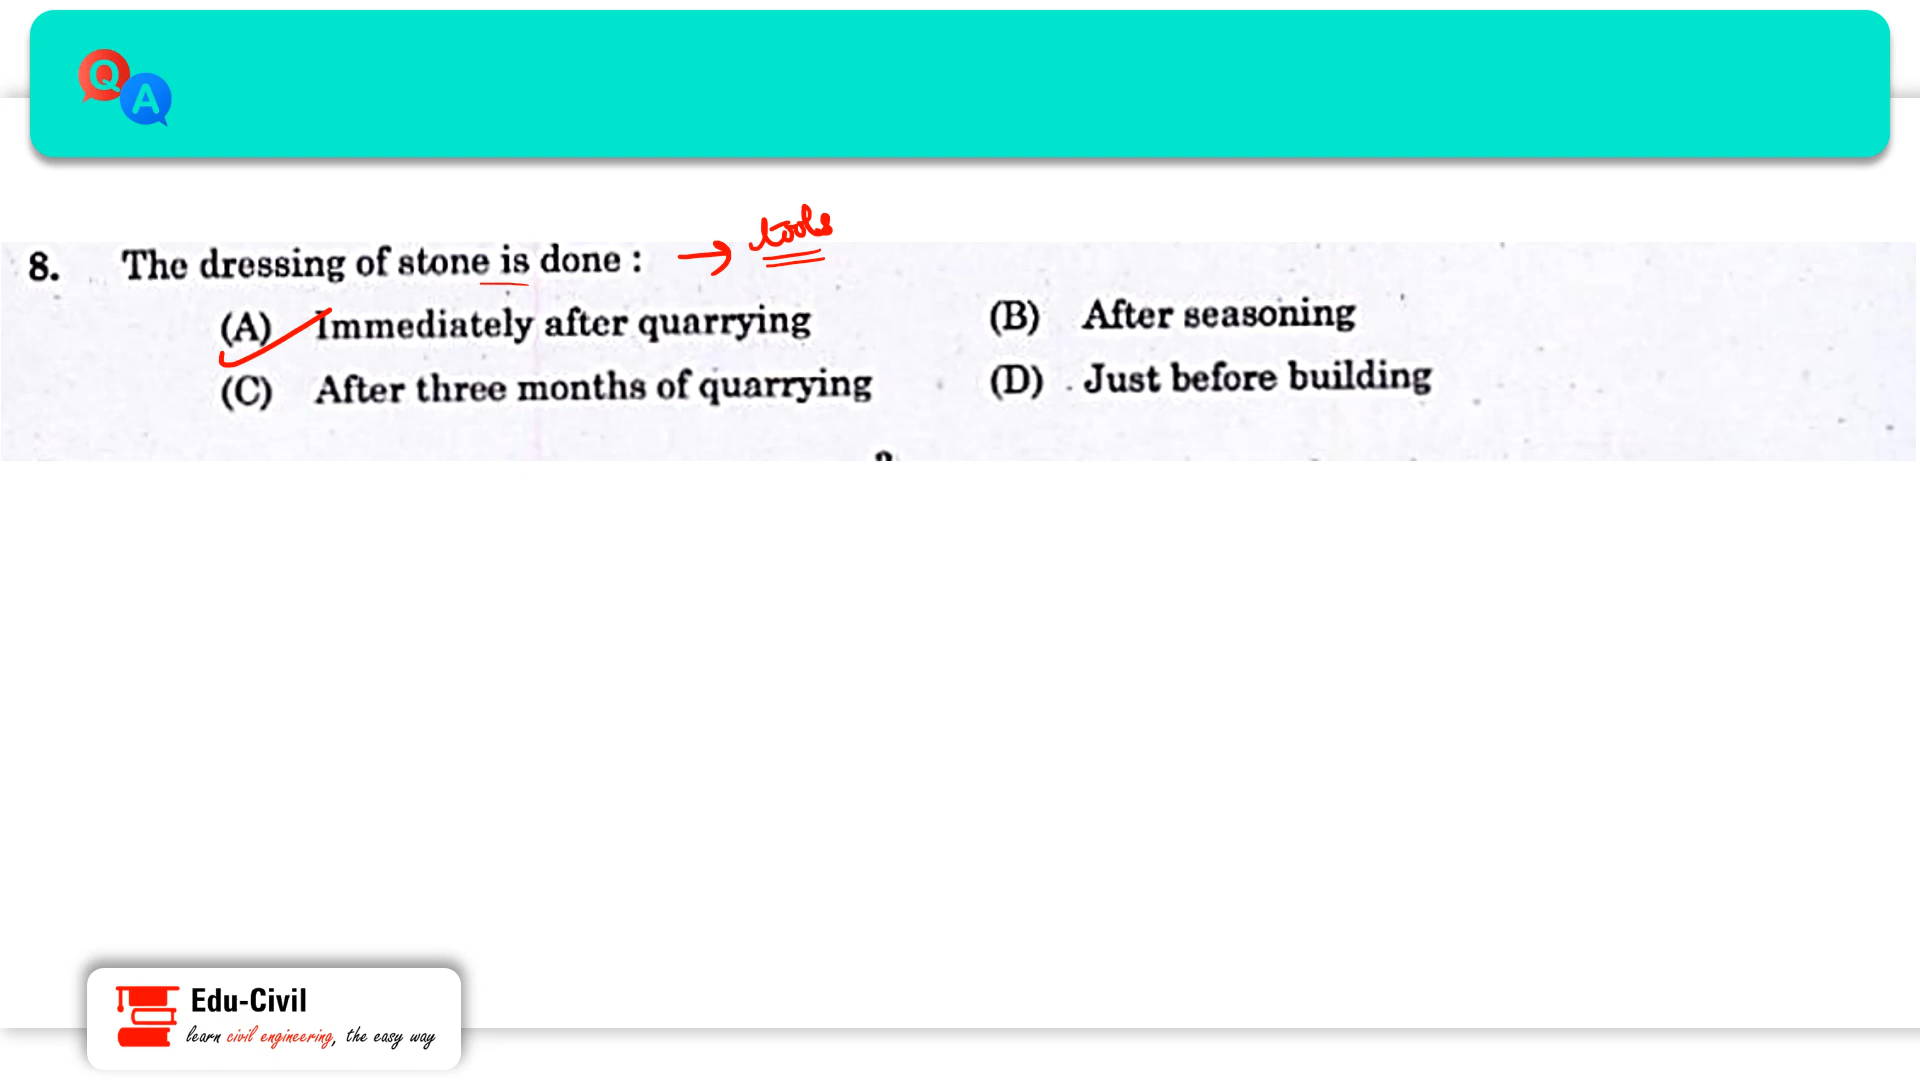 Q
A
8. The dressing of stone is done : → tools
(A) Immediately after quarrying (B) After seasoning
(C) After three months of quarrying (D) Just before building
Edu-Civil
learn civil engineering, the easy way